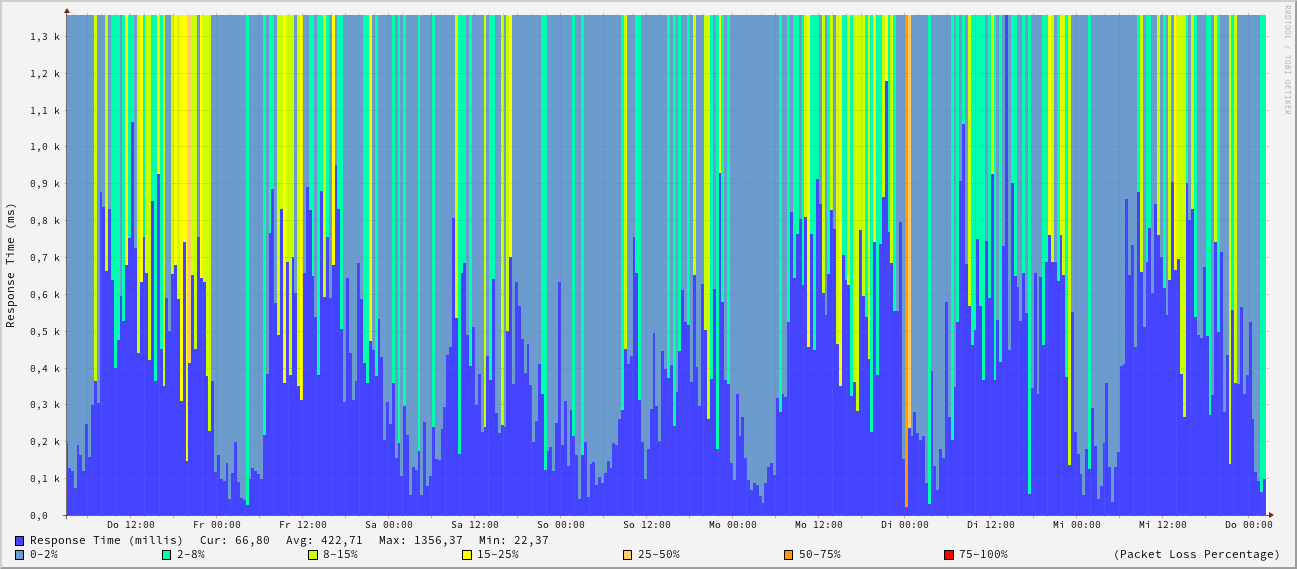 RRDTOOL / TOBI OETIKER
Response Time (ms)
1,3 k
1,2 k
1,1 k
1,0 k
0,9 k
0,8 k
0,7 k
0,6 k
0,5 k
0,4 k
0,3 k
0,2 k
0,1 k
0,0
Do 12:00 Fr 00:00 Fr 12:00 Sa 00:00 Sa 12:00 So 00:00 So 12:00 Mo 00:00 Mo 12:00 Di 00:00 Di 12:00 Mi 00:00 Mi 12:00 Do 00:00
Response Time (millis) Cur: 66,80 Avg: 422,71 Max: 1356,37 Min: 22,37
0-2% 2-8% 8-15% 15-25% 25-50% 50-75% 75-100% (Packet Loss Percentage)